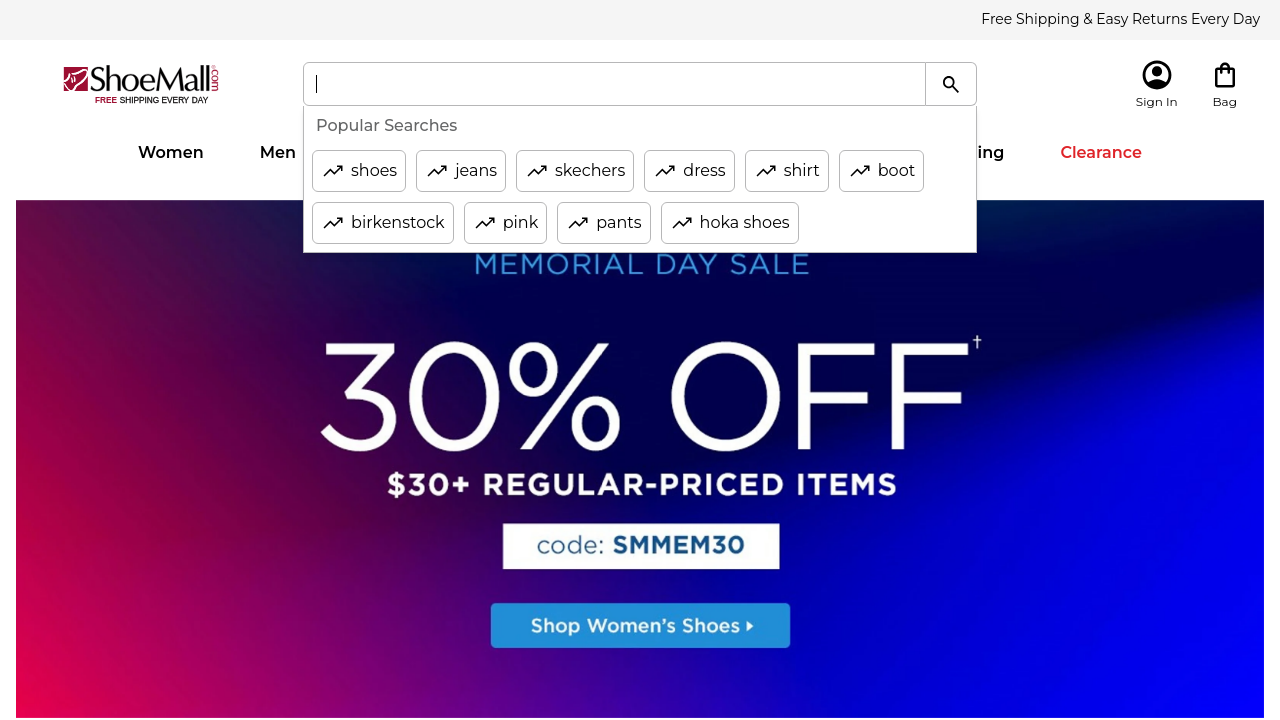 Free Shipping & Easy Returns Every Day
ShoeMall.com
FREE SHIPPING EVERY DAY
Sign In
Bag
Popular Searches
Women
Men
ing
Clearance
shoes
jeans
skechers
dress
shirt
boot
birkenstock
pink
pants
hoka shoes
MEMORIAL DAY SALE
30% OFF†
$30+ REGULAR-PRICED ITEMS
code: SMMEM30
Shop Women's Shoes